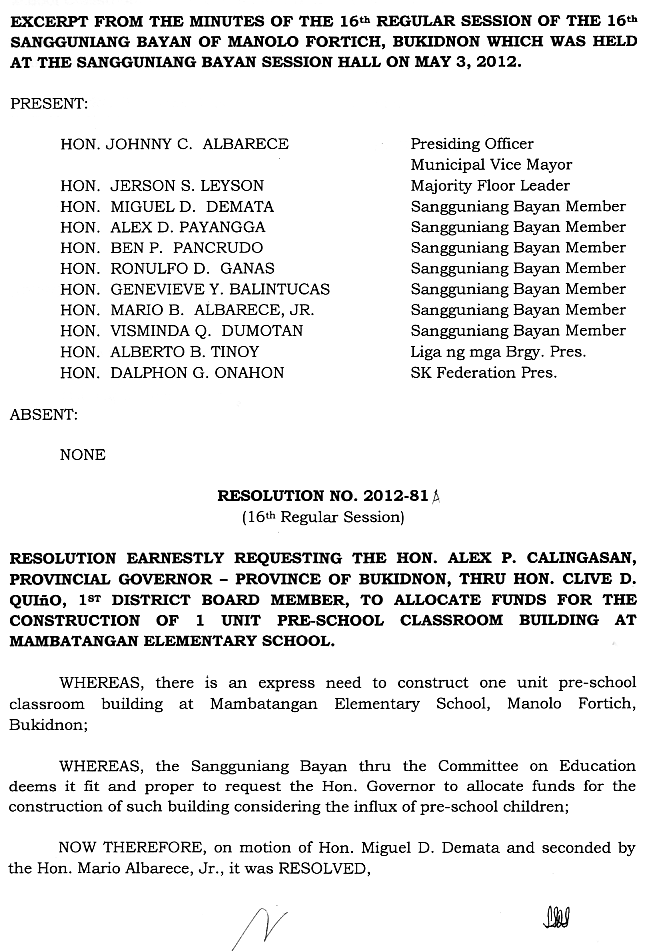 EXCERPT FROM THE MINUTES OF THE 16th REGULAR SESSION OF THE 16th
SANGGUNIANG BAYAN OF MANOLO FORTICH, BUKIDNON WHICH WAS HELD
AT THE SANGGUNIANG BAYAN SESSION HALL ON MAY 3, 2012.
PRESENT:
HON. JOHNNY C. ALBARECE Presiding Officer
Municipal Vice Mayor
HON. JERSON S. LEYSON Majority Floor Leader
HON. MIGUEL D. DEMATA Sangguniang Bayan Member
HON. ALEX D. PAYANGGA Sangguniang Bayan Member
HON. BEN P. PANCRUDO Sangguniang Bayan Member
HON. RONULFO D. GANAS Sangguniang Bayan Member
HON. GENEVIEVE Y. BALINTUCAS Sangguniang Bayan Member
HON. MARIO B. ALBARECE, JR. Sangguniang Bayan Member
HON. VISMINDA Q. DUMOTAN Sangguniang Bayan Member
HON. ALBERTO B. TINOY Liga ng mga Brgy. Pres.
HON. DALPHON G. ONAHON SK Federation Pres.
ABSENT:
NONE
RESOLUTION NO. 2012-81 A
(16th Regular Session)
RESOLUTION EARNESTLY REQUESTING THE HON. ALEX P. CALINGASAN,
PROVINCIAL GOVERNOR – PROVINCE OF BUKIDNON, THRU HON. CLIVE D.
QUIñO, 1ST DISTRICT BOARD MEMBER, TO ALLOCATE FUNDS FOR THE
CONSTRUCTION OF 1 UNIT PRE-SCHOOL CLASSROOM BUILDING AT
MAMBATANGAN ELEMENTARY SCHOOL.
WHEREAS, there is an express need to construct one unit pre-school
classroom building at Mambatangan Elementary School, Manolo Fortich,
Bukidnon;
WHEREAS, the Sangguniang Bayan thru the Committee on Education
deems it fit and proper to request the Hon. Governor to allocate funds for the
construction of such building considering the influx of pre-school children;
NOW THEREFORE, on motion of Hon. Miguel D. Demata and seconded by
the Hon. Mario Albarece, Jr., it was RESOLVED,